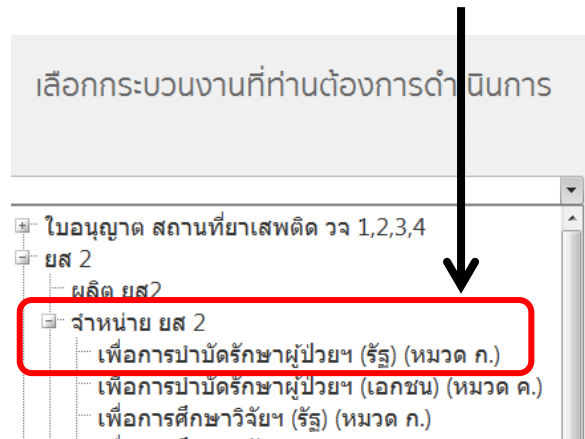 เลือกกระบวนงานที่ท่านต้องการดำเนินการ
ใบอนุญาต สถานที่ยาเสพติด วจ 1,2,3,4
ยส 2
ผลิต ยส2
จำหน่าย ยส 2
เพื่อการบำบัดรักษาผู้ป่วยฯ (รัฐ) (หมวด ก.)
เพื่อการบำบัดรักษาผู้ป่วยฯ (เอกชน) (หมวด ค.)
เพื่อการศึกษาวิจัยฯ (รัฐ) (หมวด ก.)